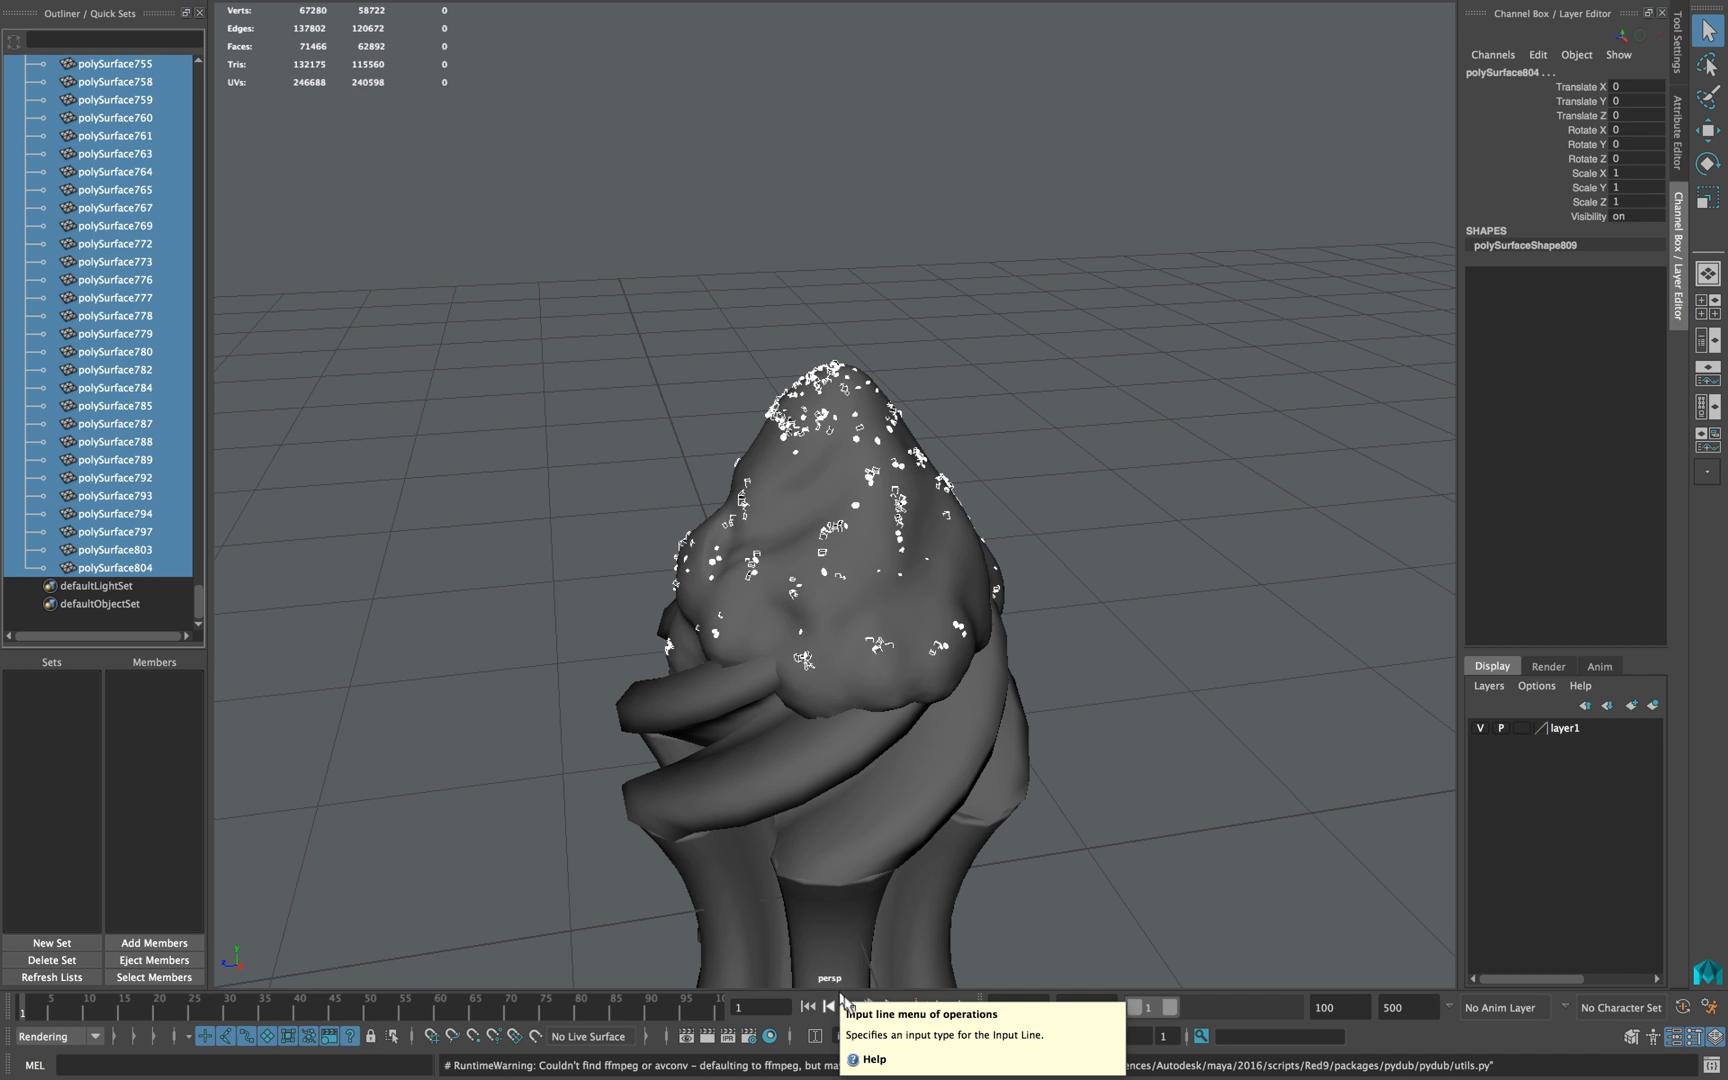 Outliner / Quick Sets
polySurface755
polySurface758
polySurface759
polySurface760
polySurface761
polySurface763
polySurface764
polySurface765
polySurface767
polySurface769
polySurface772
polySurface773
polySurface776
polySurface777
polySurface778
polySurface779
polySurface780
polySurface782
polySurface784
polySurface785
polySurface787
polySurface788
polySurface789
polySurface792
polySurface793
polySurface794
polySurface797
polySurface803
polySurface804
defaultLightSet
defaultObjectSet
Sets Members
New Set Add Members
Delete Set Eject Members
Refresh Lists Select Members
Verts: 67280 58722 0
Edges: 137802 120672 0
Faces: 71466 62892 0
Tris: 132175 115560 0
UVs: 246688 240598 0
y
z
persp
Channel Box / Layer Editor
Channels Edit Object Show
polySurface804 . . .
Translate X 0
Translate Y 0
Translate Z 0
Rotate X 0
Rotate Y 0
Rotate Z 0
Scale X 1
Scale Y 1
Scale Z 1
Visibility on
SHAPES
polySurfaceShape809
Display Render Anim
Layers Options Help
V P layer1
Tool Settings
Attribute Editor
Channel Box / Layer Editor
5 10 15 20 25 30 35 40 45 50 55 60 65 70 75 80 85 90 95 10
1
1
1 100 500 No Anim Layer No Character Set
Rendering No Live Surface 1
Input line menu of operations
Specifies an input type for the Input Line.
Help
MEL # RuntimeWarning: Couldn't find ffmpeg or avconv - defaulting to ffmpeg, but ma
ences/Autodesk/maya/2016/scripts/Red9/packages/pydub/pydub/utils.py"